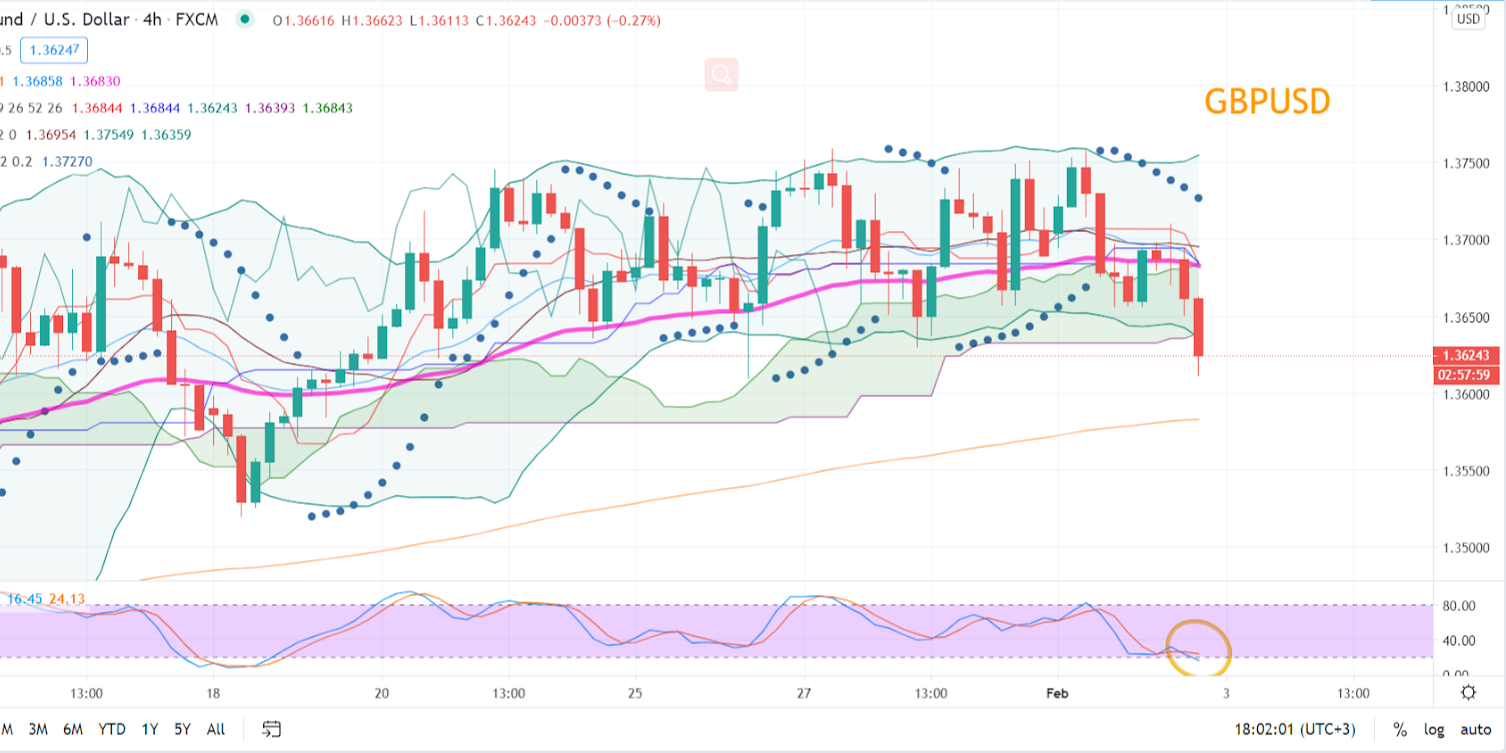 und / U.S. Dollar · 4h · FXCM O1.36616 H1.36623 L1.36113 C1.36243 −0.00373 (−0.27%)
USD
0.5 1.36247
1 1.36858 1.36830
9 26 52 26 1.36844 1.36844 1.36243 1.36393 1.36843
2 0 1.36954 1.37549 1.36359
2 0.2 1.37270
GBPUSD
1.38500
1.38000
1.37500
1.37000
1.36500
1.36243
02:57:59
1.36000
1.35500
1.35000
16.45 24.13
80.00
40.00
0.00
13:00 18 20 13:00 25 27 13:00 Feb 3 13:00
M 3M 6M YTD 1Y 5Y All 18:02:01 (UTC+3) % log auto